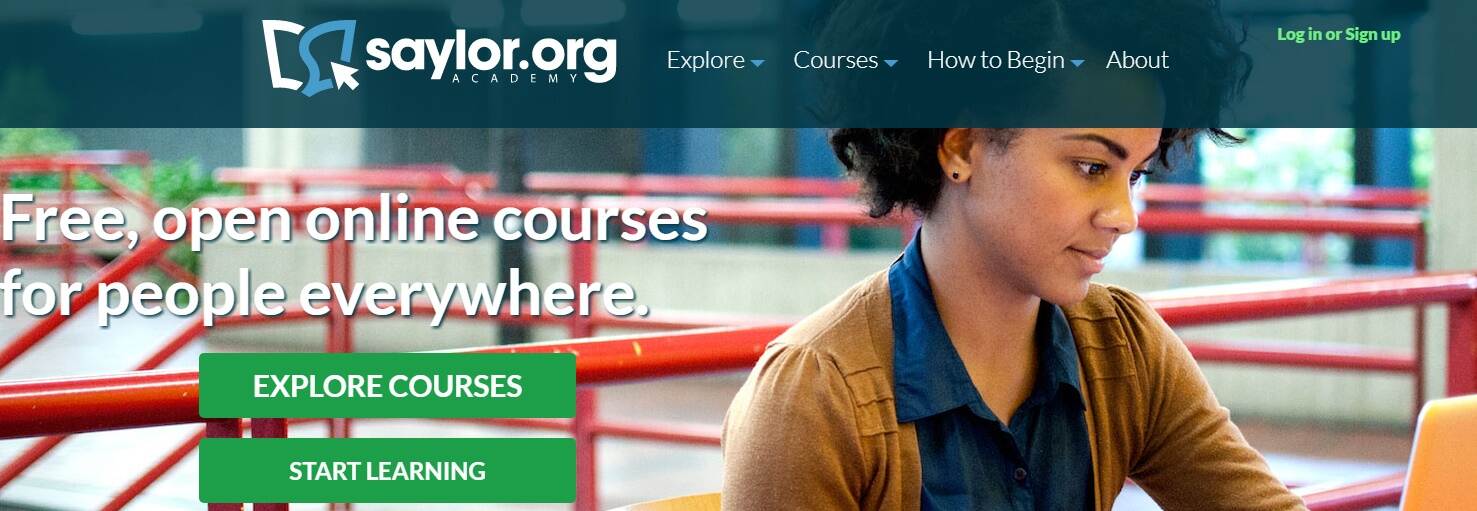 saylor.org
ACADEMY
Explore
Courses
How to Begin
About
Log in or Sign up
Free, open online courses
for people everywhere.
EXPLORE COURSES
START LEARNING